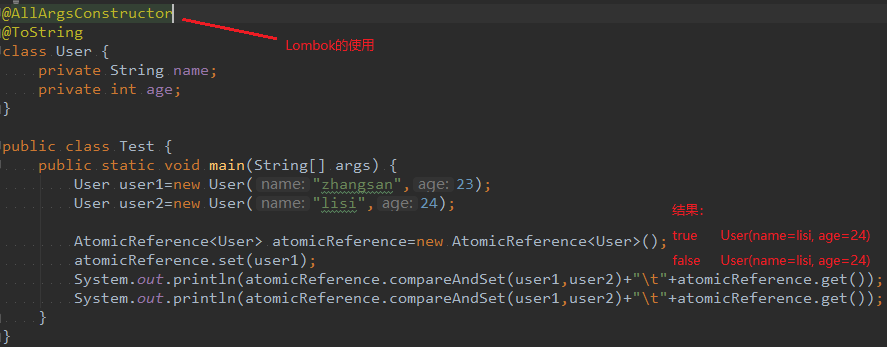 @AllArgsConstructor
@ToString
Lombok的使用
class User {
private String name;
private int age;
}
public class Test {
public static void main(String[] args) {
User user1=new User( name: "zhangsan", age: 23);
User user2=new User( name: "lisi", age: 24);
结果:
AtomicReference<User> atomicReference=new AtomicReference<User>();
true User(name=lisi, age=24)
atomicReference.set(user1);
false User(name=lisi, age=24)
System.out.println(atomicReference.compareAndSet(user1,user2)+"\t"+atomicReference.get());
System.out.println(atomicReference.compareAndSet(user1,user2)+"\t"+atomicReference.get());
}
}